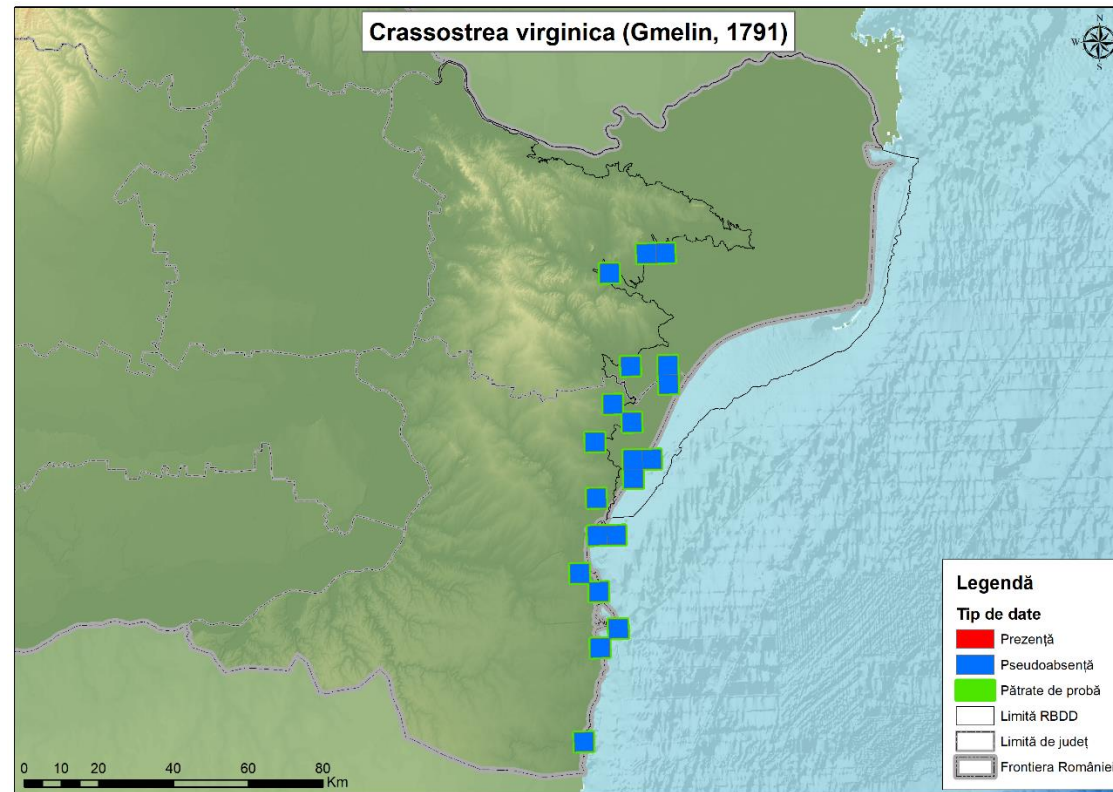 Crassostrea virginica (Gmelin, 1791)
N
W
S
Legendă
Tip de date
Prezență
Pseudoabsență
Pătrate de probă
Limită RBDD
Limită de județ
Frontiera României
0 10 20 40 60 80
Km